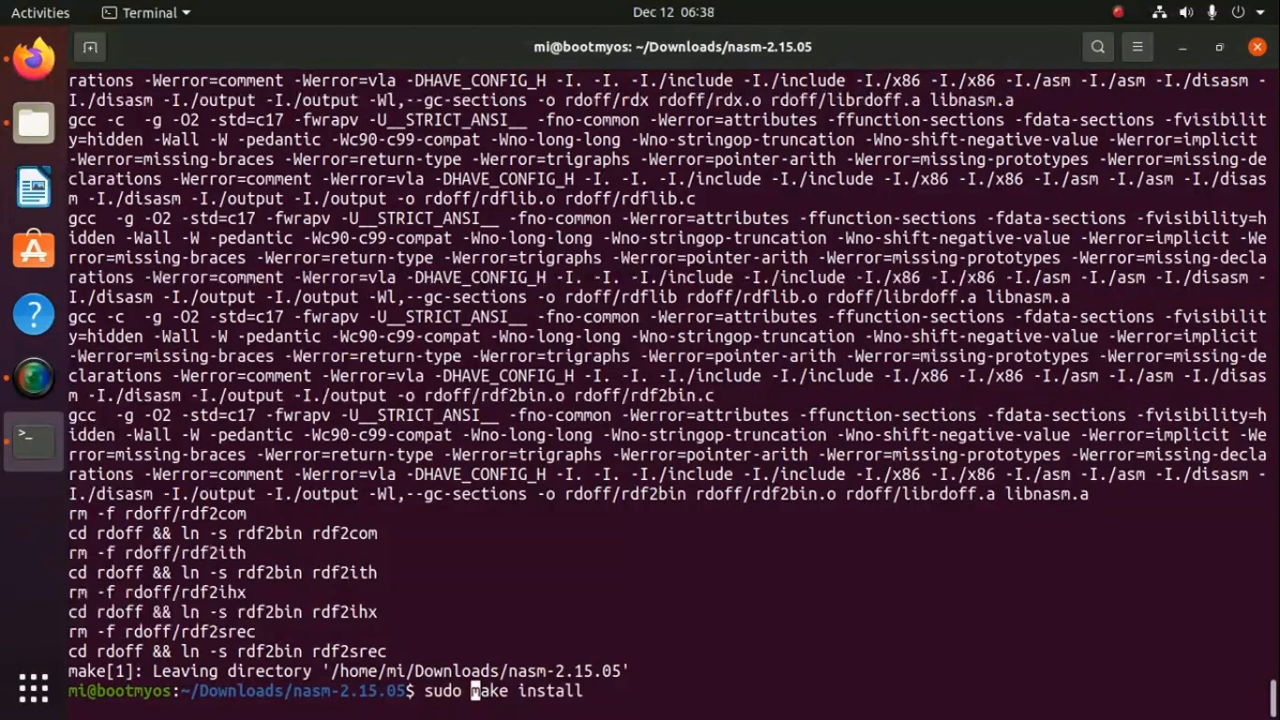 Activities
Terminal
Dec 12 06:38
mi@bootmyos: ~/Downloads/nasm-2.15.05
rations -Werror=comment -Werror=vla -DHAVE_CONFIG_H -I. -I. -I./include -I./include -I./x86 -I./x86 -I./asm -I./asm -I./disasm -
I./disasm -I./output -I./output -Wl,--gc-sections -o rdoff/rdx rdoff/rdx.o rdoff/librdoff.a libnasm.a
gcc -c  -g -O2 -std=c17 -fwrapv -U__STRICT_ANSI__ -fno-common -Werror=attributes -ffunction-sections -fdata-sections -fvisibilit
y=hidden -Wall -W -pedantic -Wc90-c99-compat -Wno-long-long -Wno-stringop-truncation -Wno-shift-negative-value -Werror=implicit
-Werror=missing-braces -Werror=return-type -Werror=trigraphs -Werror=pointer-arith -Werror=missing-prototypes -Werror=missing-de
clarations -Werror=comment -Werror=vla -DHAVE_CONFIG_H -I. -I. -I./include -I./include -I./x86 -I./x86 -I./asm -I./asm -I./disas
m -I./disasm -I./output -I./output -o rdoff/rdflib.o rdoff/rdflib.c
gcc  -g -O2 -std=c17 -fwrapv -U__STRICT_ANSI__ -fno-common -Werror=attributes -ffunction-sections -fdata-sections -fvisibility=h
idden -Wall -W -pedantic -Wc90-c99-compat -Wno-long-long -Wno-stringop-truncation -Wno-shift-negative-value -Werror=implicit -We
rror=missing-braces -Werror=return-type -Werror=trigraphs -Werror=pointer-arith -Werror=missing-prototypes -Werror=missing-decla
rations -Werror=comment -Werror=vla -DHAVE_CONFIG_H -I. -I. -I./include -I./include -I./x86 -I./x86 -I./asm -I./asm -I./disasm -
I./disasm -I./output -I./output -Wl,--gc-sections -o rdoff/rdflib rdoff/rdflib.o rdoff/librdoff.a libnasm.a
gcc -c  -g -O2 -std=c17 -fwrapv -U__STRICT_ANSI__ -fno-common -Werror=attributes -ffunction-sections -fdata-sections -fvisibilit
y=hidden -Wall -W -pedantic -Wc90-c99-compat -Wno-long-long -Wno-stringop-truncation -Wno-shift-negative-value -Werror=implicit
-Werror=missing-braces -Werror=return-type -Werror=trigraphs -Werror=pointer-arith -Werror=missing-prototypes -Werror=missing-de
clarations -Werror=comment -Werror=vla -DHAVE_CONFIG_H -I. -I. -I./include -I./include -I./x86 -I./x86 -I./asm -I./asm -I./disas
m -I./disasm -I./output -I./output -o rdoff/rdf2bin.o rdoff/rdf2bin.c
gcc  -g -O2 -std=c17 -fwrapv -U__STRICT_ANSI__ -fno-common -Werror=attributes -ffunction-sections -fdata-sections -fvisibility=h
idden -Wall -W -pedantic -Wc90-c99-compat -Wno-long-long -Wno-stringop-truncation -Wno-shift-negative-value -Werror=implicit -We
rror=missing-braces -Werror=return-type -Werror=trigraphs -Werror=pointer-arith -Werror=missing-prototypes -Werror=missing-decla
rations -Werror=comment -Werror=vla -DHAVE_CONFIG_H -I. -I. -I./include -I./include -I./x86 -I./x86 -I./asm -I./asm -I./disasm -
I./disasm -I./output -I./output -Wl,--gc-sections -o rdoff/rdf2bin rdoff/rdf2bin.o rdoff/librdoff.a libnasm.a
rm -f rdoff/rdf2com
cd rdoff && ln -s rdf2bin rdf2com
rm -f rdoff/rdf2ith
cd rdoff && ln -s rdf2bin rdf2ith
rm -f rdoff/rdf2ihx
cd rdoff && ln -s rdf2bin rdf2ihx
rm -f rdoff/rdf2srec
cd rdoff && ln -s rdf2bin rdf2srec
make[1]: Leaving directory '/home/mi/Downloads/nasm-2.15.05'
mi@bootmyos:~/Downloads/nasm-2.15.05$ sudo make install